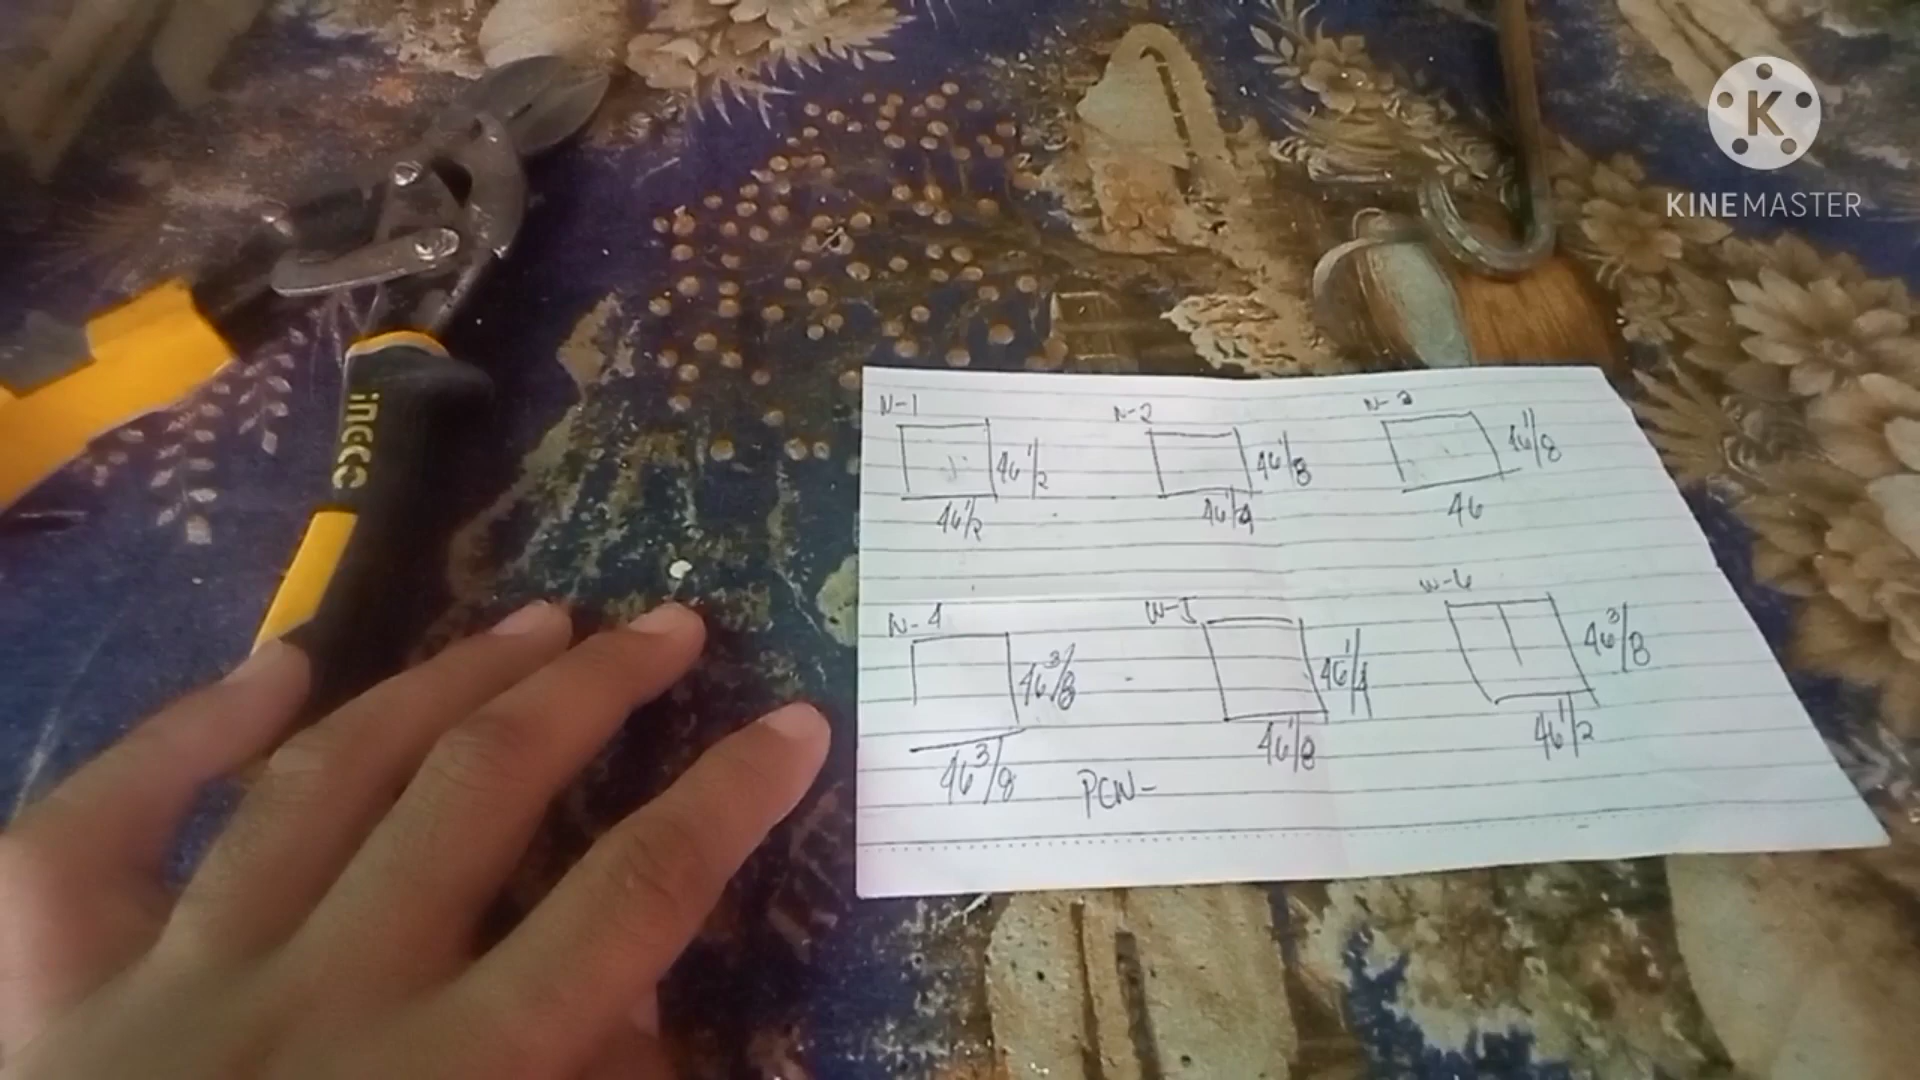 K
KINEMASTER
INGCO
W-1
46 1/2
46 1/2
W-2
46 1/8
46 1/4
W-3
46 1/8
46
W-4
46 3/8
46 3/8
W-5
46 1/4
46 1/8
W-6
46 3/8
46 1/2
PCW-